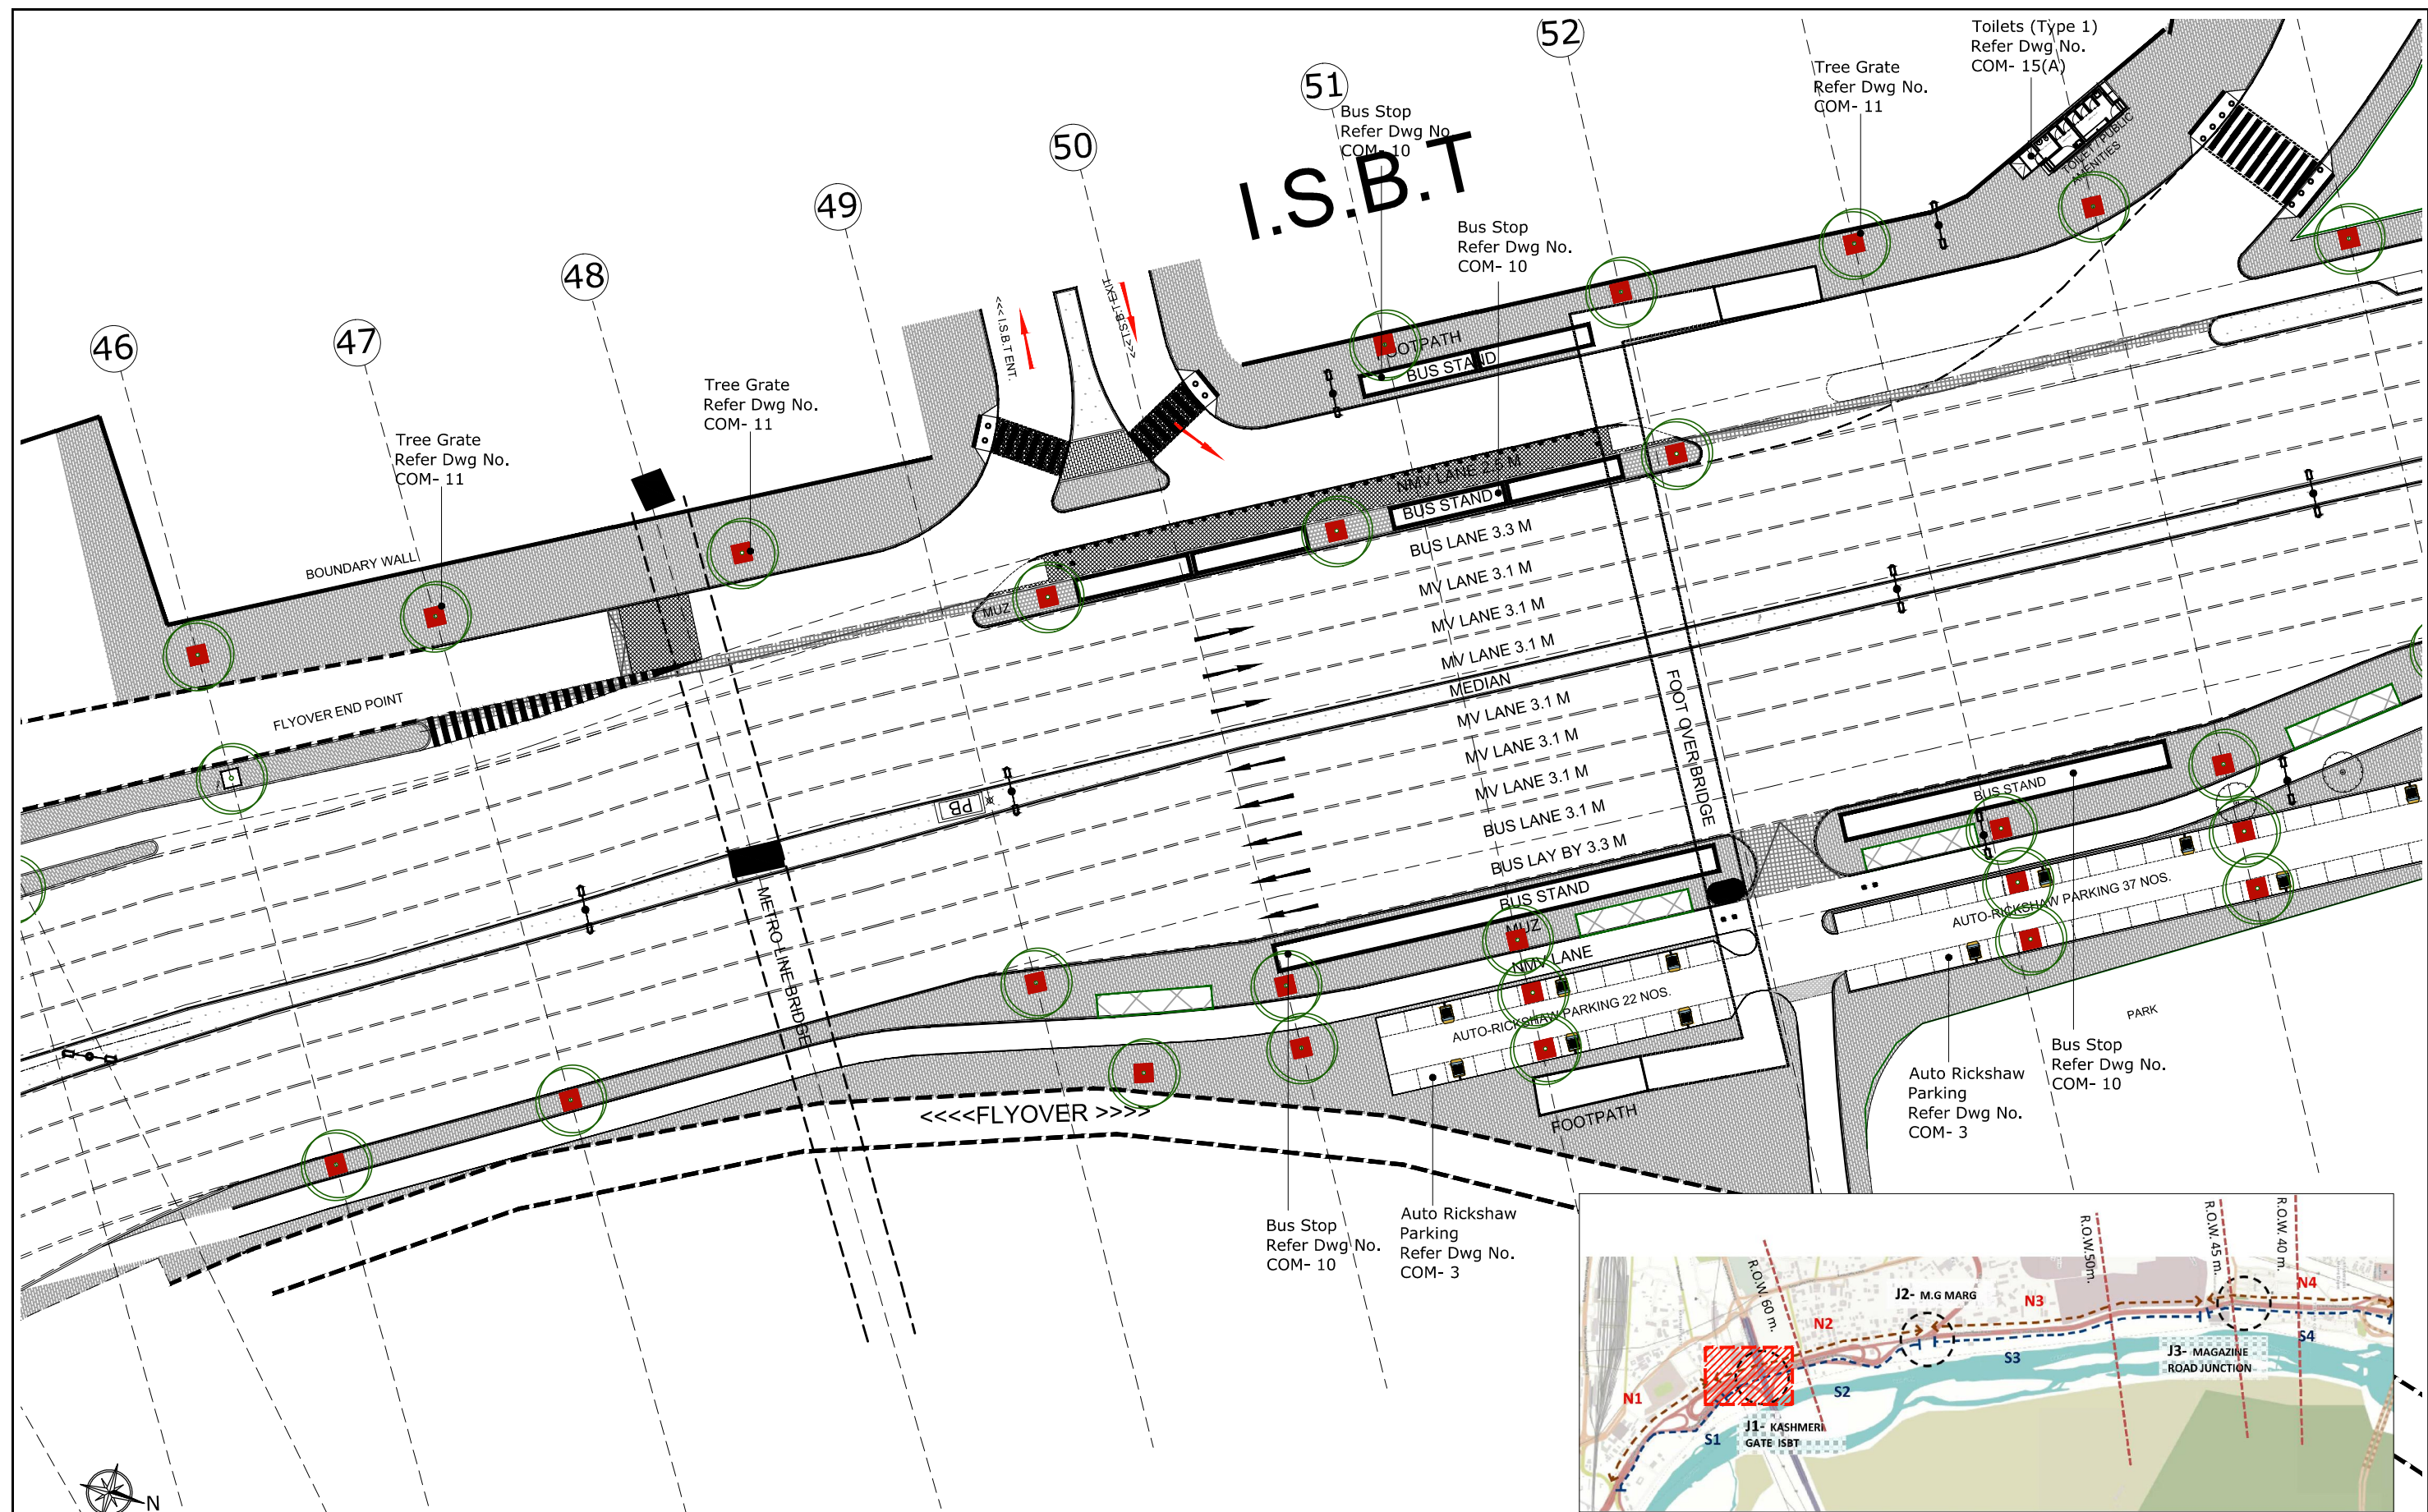 52
51
50
49
48
47
46
Toilets (Type 1)
Refer Dwg No.
COM- 15(A)
Tree Grate
Refer Dwg No.
COM- 11
Bus Stop
Refer Dwg No.
COM- 10
I.S.B.T
Bus Stop
Refer Dwg No.
COM- 10
TOILET/ PUBLIC
AMENITIES
Tree Grate
Refer Dwg No.
COM- 11
Tree Grate
Refer Dwg No.
COM- 11
<<< I.S.B.T ENT.
I.S.B.T EXIT >>>
FOOTPATH
BUS STAND
NMV LANE 2.5 M
BUS STAND
BOUNDARY WALL
FLYOVER END POINT
MUZ
BUS LANE 3.3 M
MV LANE 3.1 M
MV LANE 3.1 M
MV LANE 3.1 M
MEDIAN
MV LANE 3.1 M
MV LANE 3.1 M
MV LANE 3.1 M
BUS LANE 3.1 M
BUS LAY BY 3.3 M
BUS STAND
MUZ
NMV LANE
FOOT OVER BRIDGE
PB
METRO LINE BRIDGE
BUS STAND
AUTO-RICKSHAW PARKING 37 NOS.
AUTO-RICKSHAW PARKING 22 NOS.
PARK
FOOTPATH
<<<<FLYOVER >>>>
Bus Stop
Refer Dwg No.
COM- 10
Auto Rickshaw
Parking
Refer Dwg No.
COM- 3
Auto Rickshaw
Parking
Refer Dwg No.
COM- 3
Bus Stop
Refer Dwg No.
COM- 10
N
R.O.W. 60 m.
R.O.W.50m.
R.O.W. 45 m.
R.O.W. 40 m.
J2- M.G MARG
N1
N2
N3
N4
S1
S2
S3
S4
J1- KASHMERI
GATE ISBT
J3- MAGAZINE
ROAD JUNCTION